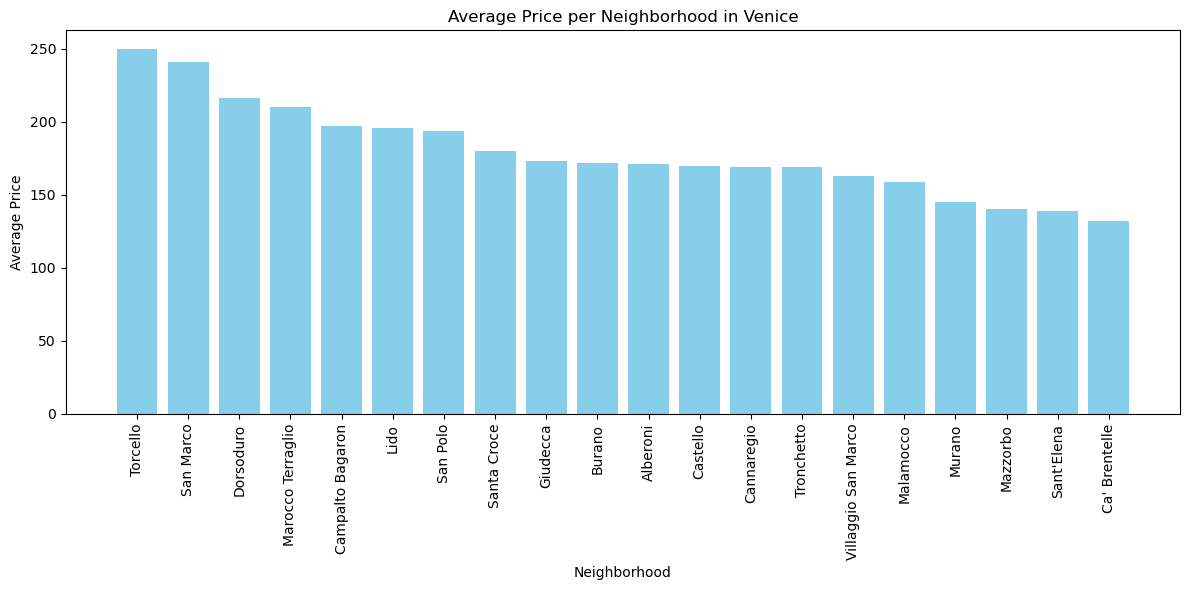 Average Price per Neighborhood in Venice
Average Price
250
200
150
100
50
0
Torcello
San Marco
Dorsoduro
Marocco Terraglio
Campalto Bagaron
Lido
San Polo
Santa Croce
Giudecca
Burano
Alberoni
Castello
Cannaregio
Tronchetto
Villaggio San Marco
Malamocco
Murano
Mazzorbo
Sant'Elena
Ca' Brentelle
Neighborhood